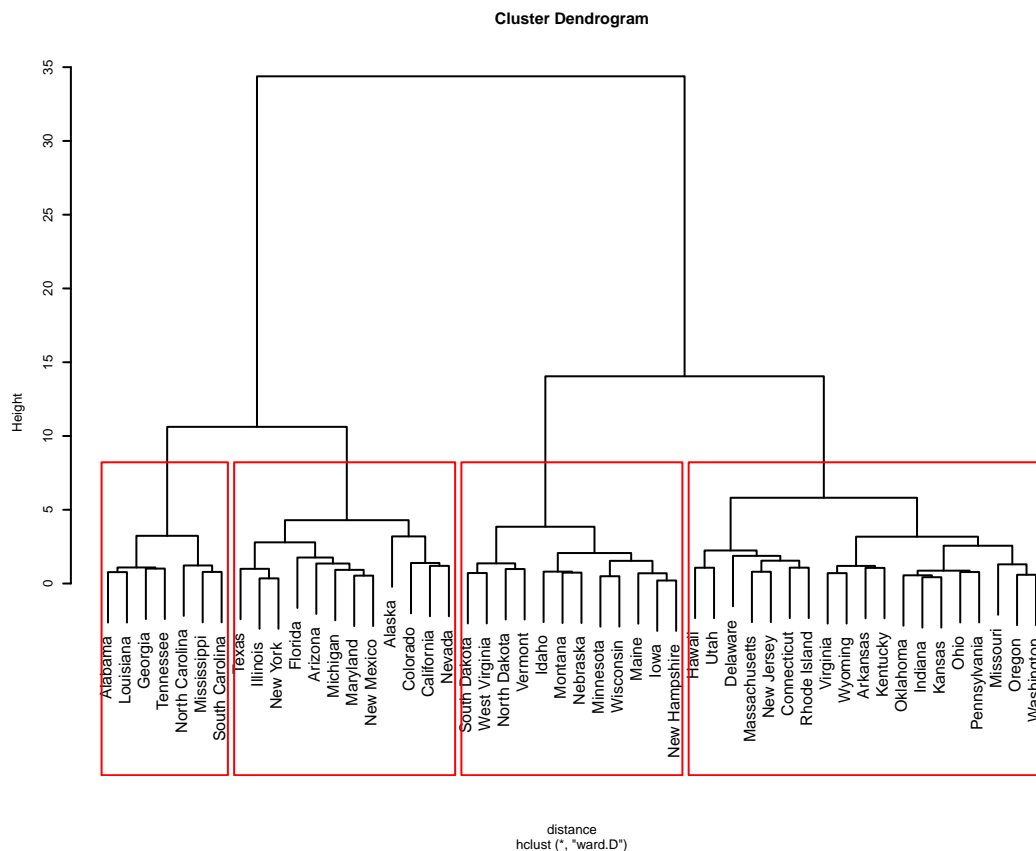 Cluster Dendrogram
35
30
25
20
15
10
5
0
Height
Alabama
Louisiana
Georgia
Tennessee
North Carolina
Mississippi
South Carolina
Texas
Illinois
New York
Florida
Arizona
Michigan
Maryland
New Mexico
Alaska
Colorado
California
Nevada
South Dakota
West Virginia
North Dakota
Vermont
Idaho
Montana
Nebraska
Minnesota
Wisconsin
Maine
Iowa
New Hampshire
Hawaii
Utah
Delaware
Massachusetts
New Jersey
Connecticut
Rhode Island
Virginia
Wyoming
Arkansas
Kentucky
Oklahoma
Indiana
Kansas
Ohio
Pennsylvania
Missouri
Oregon
Washington
distance
hclust (*, "ward.D")